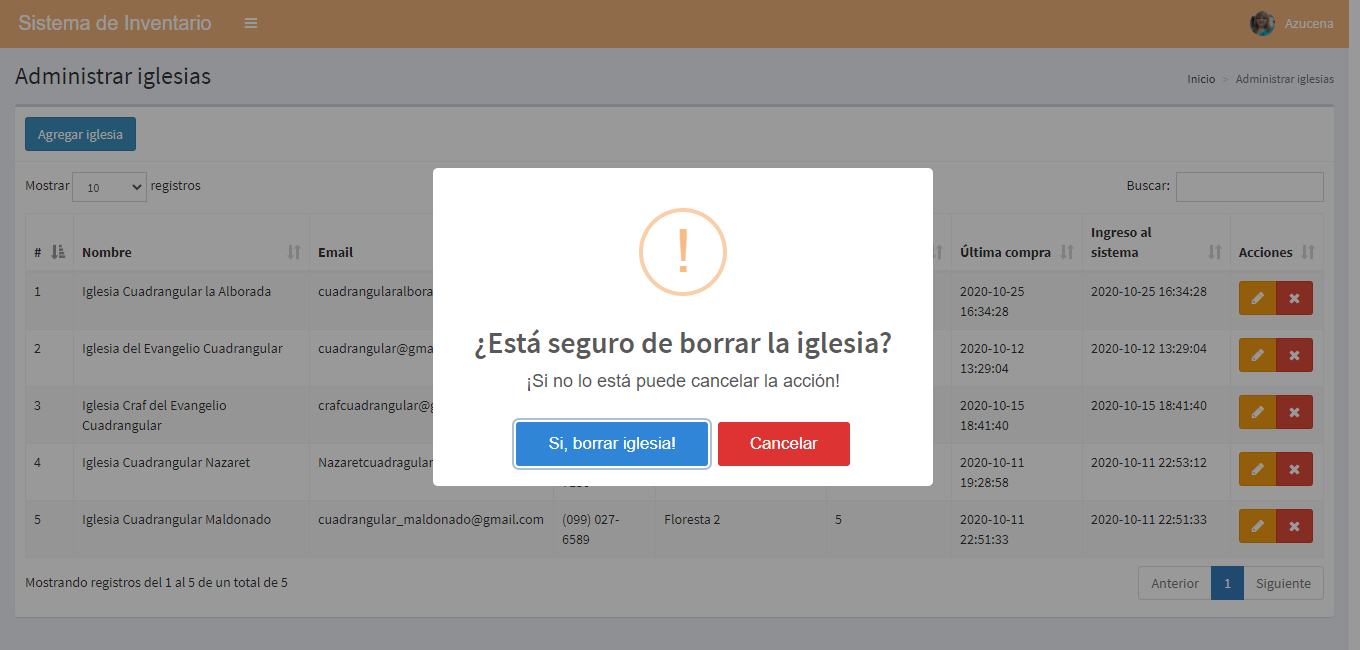 Sistema de Inventario
Azucena
Administrar iglesias
Inicio > Administrar iglesias
Agregar iglesia
Mostrar 10 registros
Buscar:
# Nombre Email Última compra Ingreso al sistema Acciones
1 Iglesia Cuadrangular la Alborada cuadrangularalbora 2020-10-25 16:34:28 2020-10-25 16:34:28
2 Iglesia del Evangelio Cuadrangular cuadrangular@gma 2020-10-12 13:29:04 2020-10-12 13:29:04
3 Iglesia Craf del Evangelio Cuadrangular crafcuadrangular@g 2020-10-15 18:41:40 2020-10-15 18:41:40
4 Iglesia Cuadrangular Nazaret Nazaretcuadragular 2020-10-11 19:28:58 2020-10-11 22:53:12
5 Iglesia Cuadrangular Maldonado cuadrangular_maldonado@gmail.com (099) 027-6589 Floresta 2 5 2020-10-11 22:51:33 2020-10-11 22:51:33
Mostrando registros del 1 al 5 de un total de 5
Anterior 1 Siguiente
!
¿Está seguro de borrar la iglesia?
¡Si no lo está puede cancelar la acción!
Si, borrar iglesia!
Cancelar